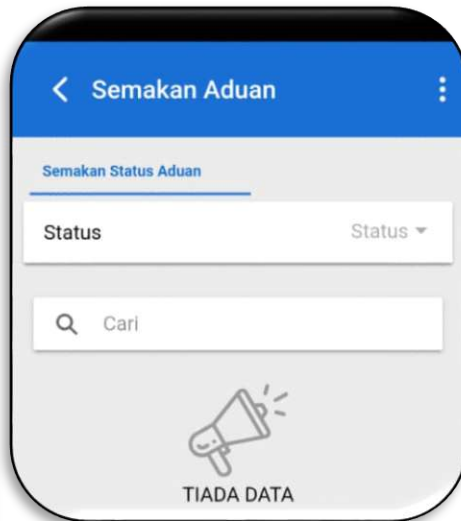 Semakan Aduan
Semakan Status Aduan
Status Status
Cari
TIADA DATA